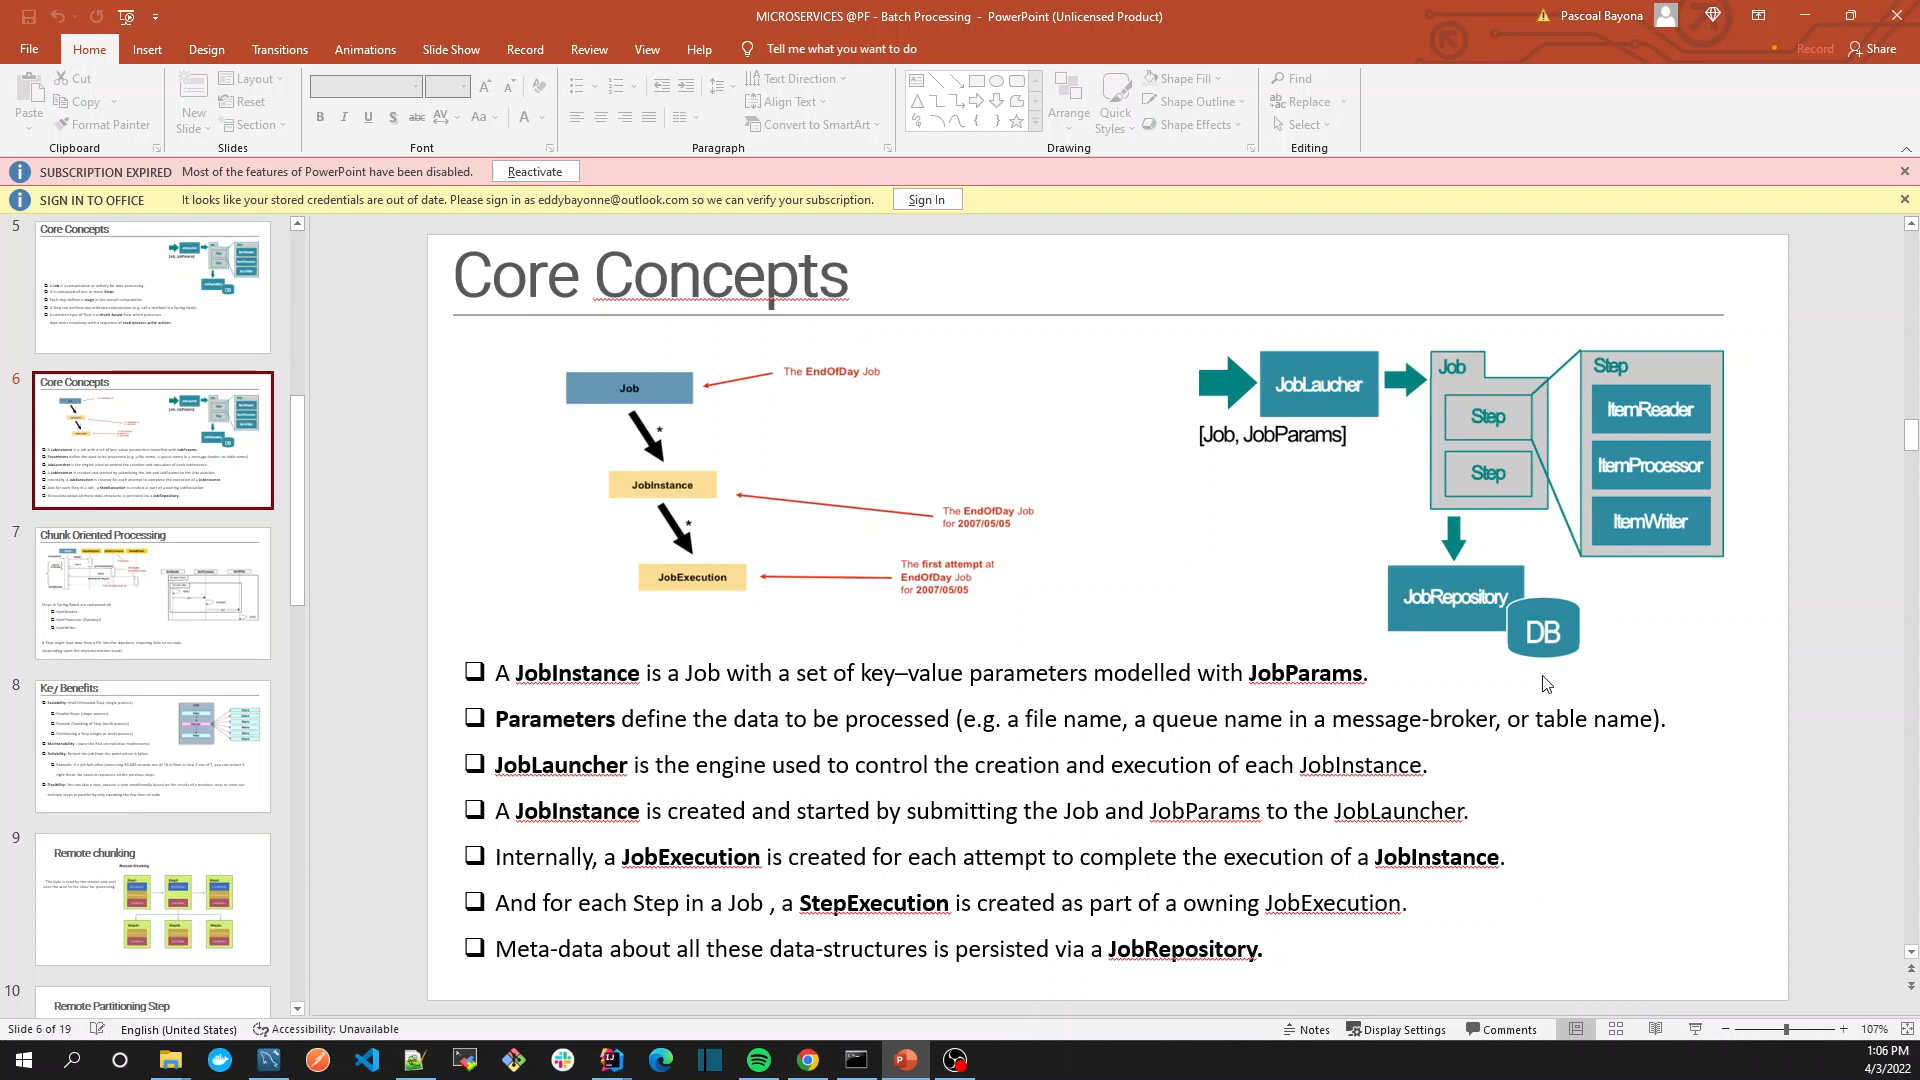 MICROSERVICES @PF - Batch Processing - PowerPoint (Unlicensed Product)
Pascoal Bayona
File
Home
Insert
Design
Transitions
Animations
Slide Show
Record
Review
View
Help
Tell me what you want to do
Record
Share
Paste
Cut
Copy
Format Painter
Clipboard
New Slide
Layout
Reset
Section
Slides
Font
Text Direction
Align Text
Convert to SmartArt
Paragraph
Arrange
Quick Styles
Shape Fill
Shape Outline
Shape Effects
Drawing
Find
Replace
Select
Editing
SUBSCRIPTION EXPIRED Most of the features of PowerPoint have been disabled. Reactivate
SIGN IN TO OFFICE It looks like your stored credentials are out of date. Please sign in as eddybayonne@outlook.com so we can verify your subscription. Sign In
5
Core Concepts
6
Core Concepts
7
Chunk Oriented Processing
8
Key Benefits
9
Remote chunking
10
Remote Partitioning Step
Core Concepts
Job
The EndOfDay Job
*
JobInstance
The EndOfDay Job
for 2007/05/05
*
JobExecution
The first attempt at
EndOfDay Job
for 2007/05/05
JobLaucher
[Job, JobParams]
Job
Step
Step
Step
ItemReader
ItemProcessor
ItemWriter
JobRepository
DB
❑ A JobInstance is a Job with a set of key–value parameters modelled with JobParams.
❑ Parameters define the data to be processed (e.g. a file name, a queue name in a message-broker, or table name).
❑ JobLauncher is the engine used to control the creation and execution of each JobInstance.
❑ A JobInstance is created and started by submitting the Job and JobParams to the JobLauncher.
❑ Internally, a JobExecution is created for each attempt to complete the execution of a JobInstance.
❑ And for each Step in a Job , a StepExecution is created as part of a owning JobExecution.
❑ Meta-data about all these data-structures is persisted via a JobRepository.
Slide 6 of 19
English (United States)
Accessibility: Unavailable
Notes
Display Settings
Comments
107%
1:06 PM
4/3/2022